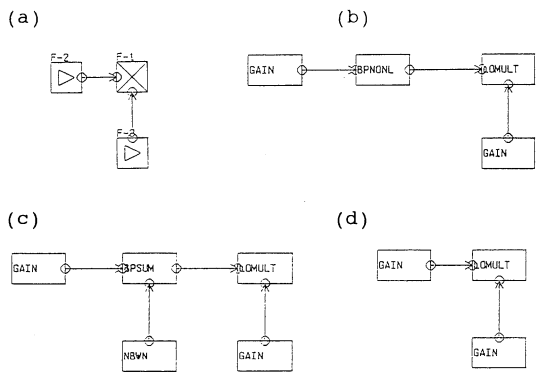 (a)
F-2
F-1
F-3
(b)
GAIN
BPNONL
LOMULT
GAIN
(c)
GAIN
BPSUM
LOMULT
NBWN
GAIN
(d)
GAIN
LOMULT
GAIN